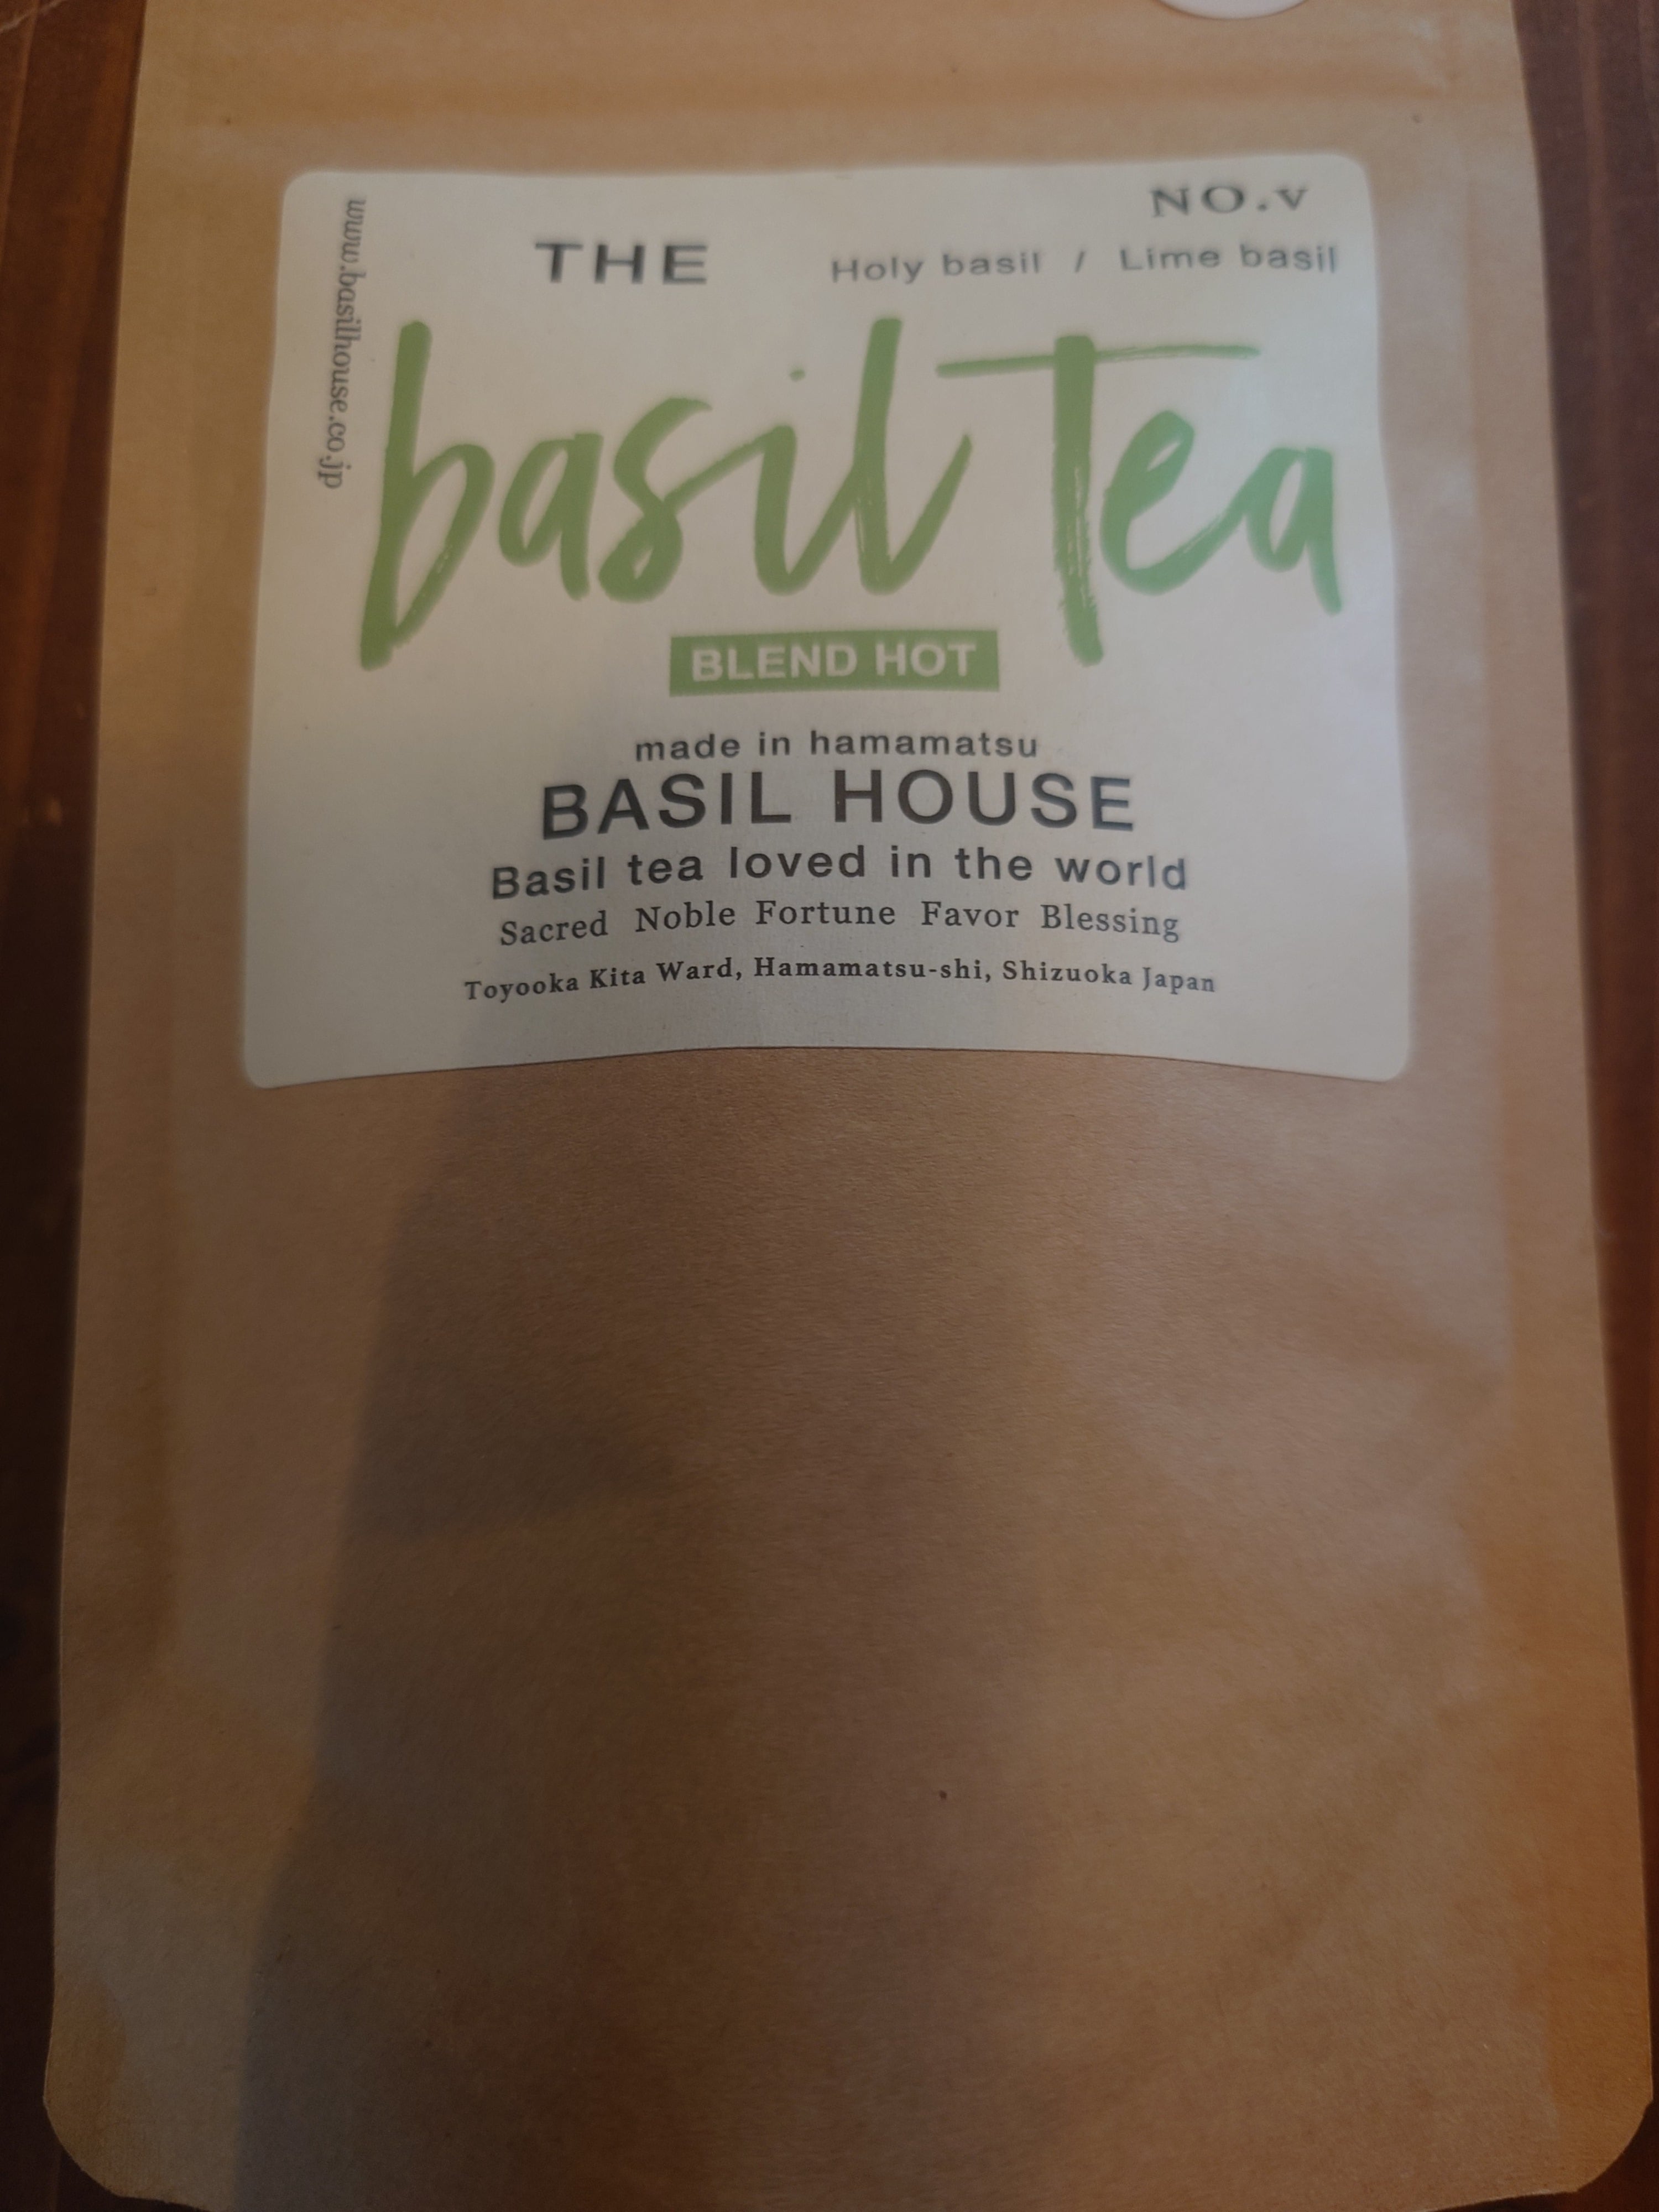 NO.V
THE
Holy basil / Lime basil
basil Tea
BLEND HOT
made in hamamatsu
BASIL HOUSE
Basil tea loved in the world
Sacred Noble Fortune Favor Blessing
Toyooka Kita Ward, Hamamatsu-shi, Shizuoka Japan
www.basilhouse.co.jp